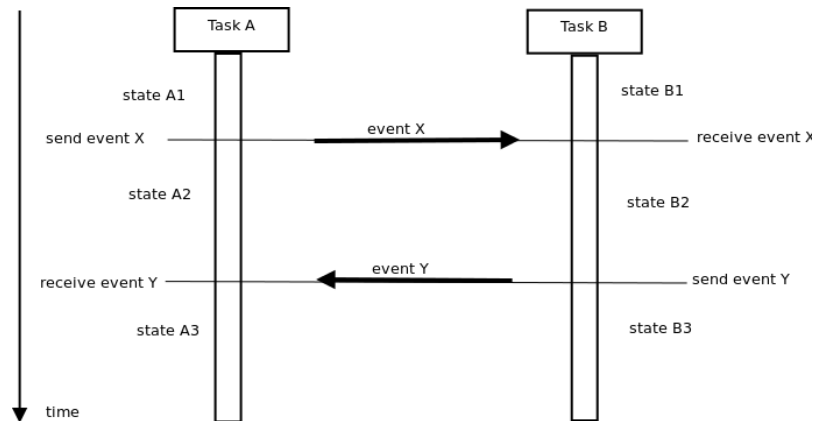 Task A
Task B
state A1
state B1
event X
send event X
receive event X
state A2
state B2
event Y
receive event Y
send event Y
state A3
state B3
time